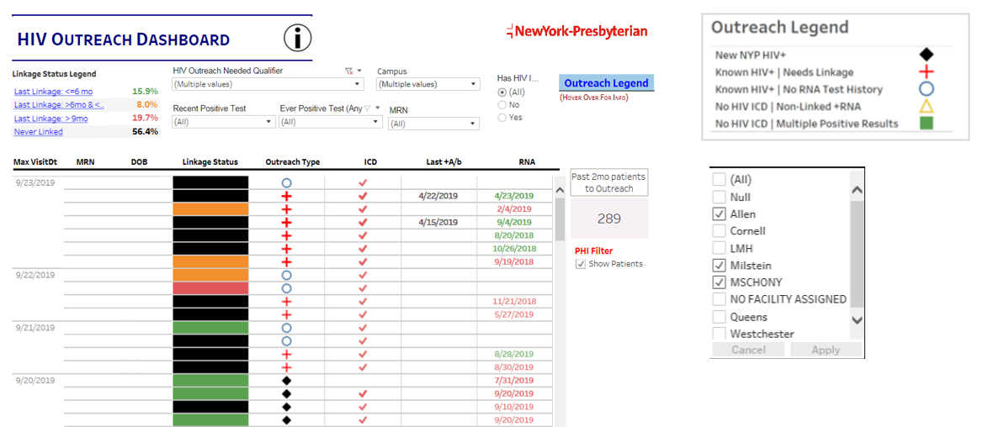 HIV OUTREACH DASHBOARD
i
NewYork-Presbyterian
Linkage Status Legend
Last Linkage: <=6 mo 15.9%
Last Linkage: >6mo & <.. 8.0%
Last Linkage: > 9mo 19.7%
Never Linked 56.4%
HIV Outreach Needed Qualifier
(Multiple values)
Campus
(Multiple values)
Recent Positive Test
(All)
Ever Positive Test (Any
(All)
MRN
(All)
Has HIV I...
(All)
No
Yes
Outreach Legend
(HOVER OVER FOR INFO)
Max VisitDt MRN DOB Linkage Status Outreach Type ICD Last +A/b RNA
9/23/2019
4/22/2019 4/23/2019
2/4/2019
4/15/2019 9/4/2019
8/20/2018
10/26/2018
9/19/2018
9/22/2019
11/21/2018
5/27/2019
9/21/2019
8/28/2019
8/30/2019
9/20/2019 7/31/2019
9/20/2019
9/10/2019
9/20/2019
Past 2mo patients
to Outreach
289
PHI Filter
Show Patients
Outreach Legend
New NYP HIV+
Known HIV+ | Needs Linkage
Known HIV+ | No RNA Test History
No HIV ICD | Non-Linked +RNA
No HIV ICD | Multiple Positive Results
(All)
Null
Allen
Cornell
LMH
Milstein
MSCHONY
NO FACILITY ASSIGNED
Queens
Westchester
Cancel Apply